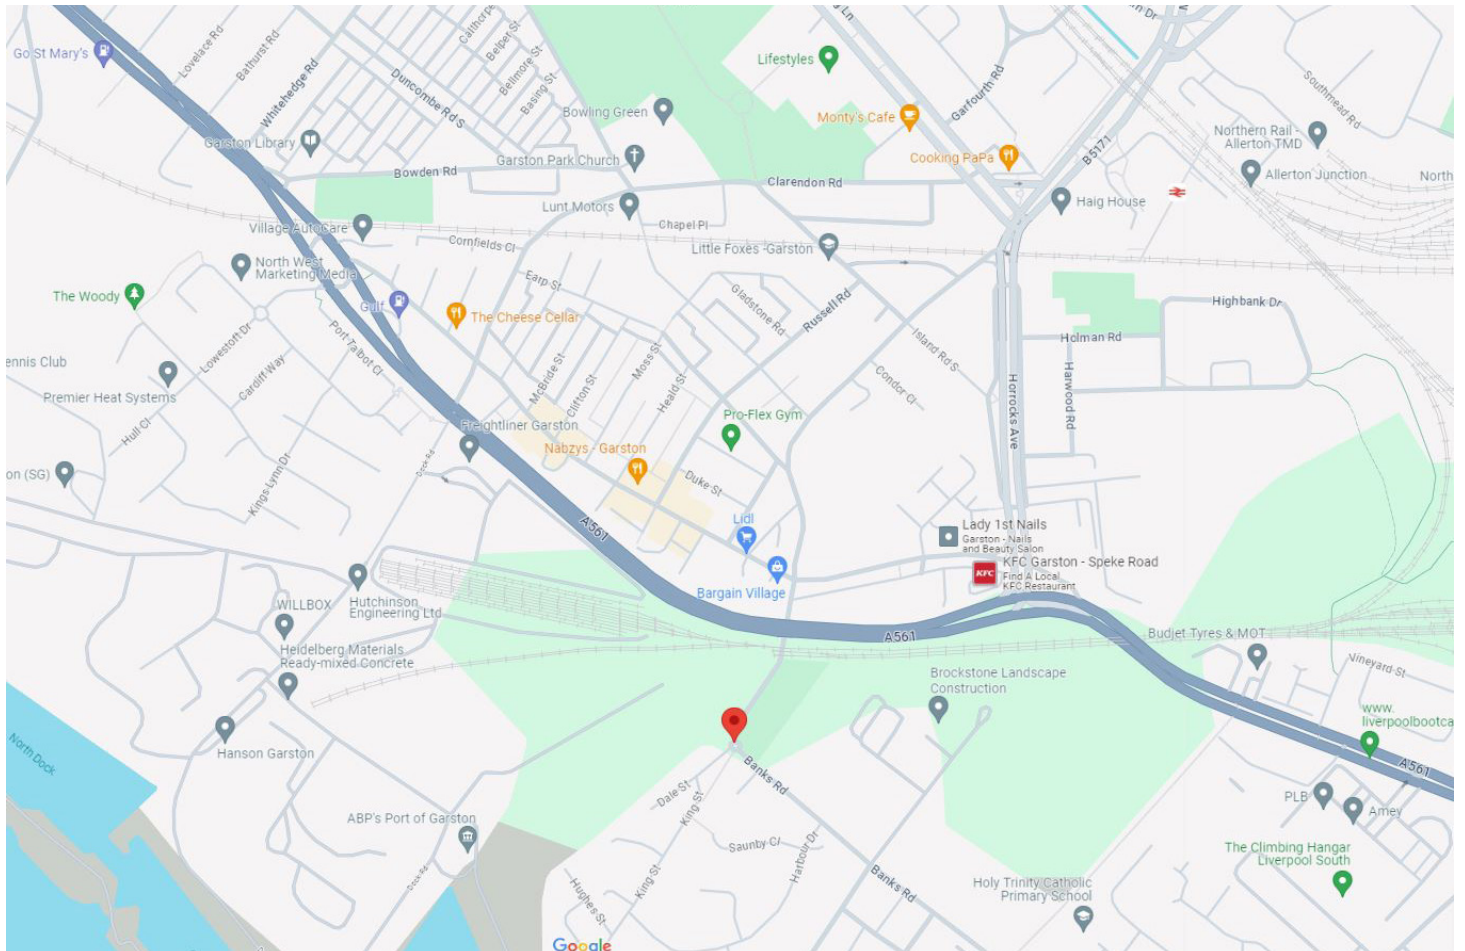 Go St Mary's
Lovelace Rd
Bathurst Rd
Whitehedge Rd
Duncombe Rd S
Calthorpe St
Belper St
Bellmore St
Basing St
Bowling Green
Lifestyles
Monty's Cafe
Garfourth Rd
Cooking PaPa
B5171
Southmead Rd
Northern Rail -
Allerton TMD
Allerton Junction
North
Garston Library
Bowden Rd
Garston Park Church
Clarendon Rd
Haig House
Lunt Motors
Chapel Pl
Village AutoCare
Cornfields Cl
Little Foxes -Garston
North West
Marketing Media
The Woody
Gulf
Earp St
The Cheese Cellar
Gladstone Rd
Russell Rd
Island Rd S
Highbank Dr
Holman Rd
Harwood Rd
Horrocks Ave
Condor Cl
Port Talbot Cl
Lowestoft Dr
Cardiff Way
ennis Club
Premier Heat Systems
Hull Cl
McBride St
Clifton St
Moss St
Heald St
Pro-Flex Gym
Freightliner Garston
Nabzys - Garston
Duke St
Dock Rd
on (SG)
Kings-Lynn Dr
A561
Lidl
Bargain Village
Lady 1st Nails
Garston - Nails
and Beauty Salon
KFC
KFC Garston - Speke Road
Find A Local
KFC Restaurant
A561
Hutchinson
Engineering Ltd
WILLBOX
Heidelberg Materials
Ready-mixed Concrete
Budjet Tyres & MOT
Vineyard St
Brockstone Landscape
Construction
www.
liverpoolbootca
A561
Hanson Garston
North Dock
Banks Rd
Dale St
King St
Saunby Cl
Harbour Dr
PLB
Amey
ABP's Port of Garston
The Climbing Hangar
Liverpool South
Dock Rd
Hughes St
King St
Banks Rd
Holy Trinity Catholic
Primary School
Google